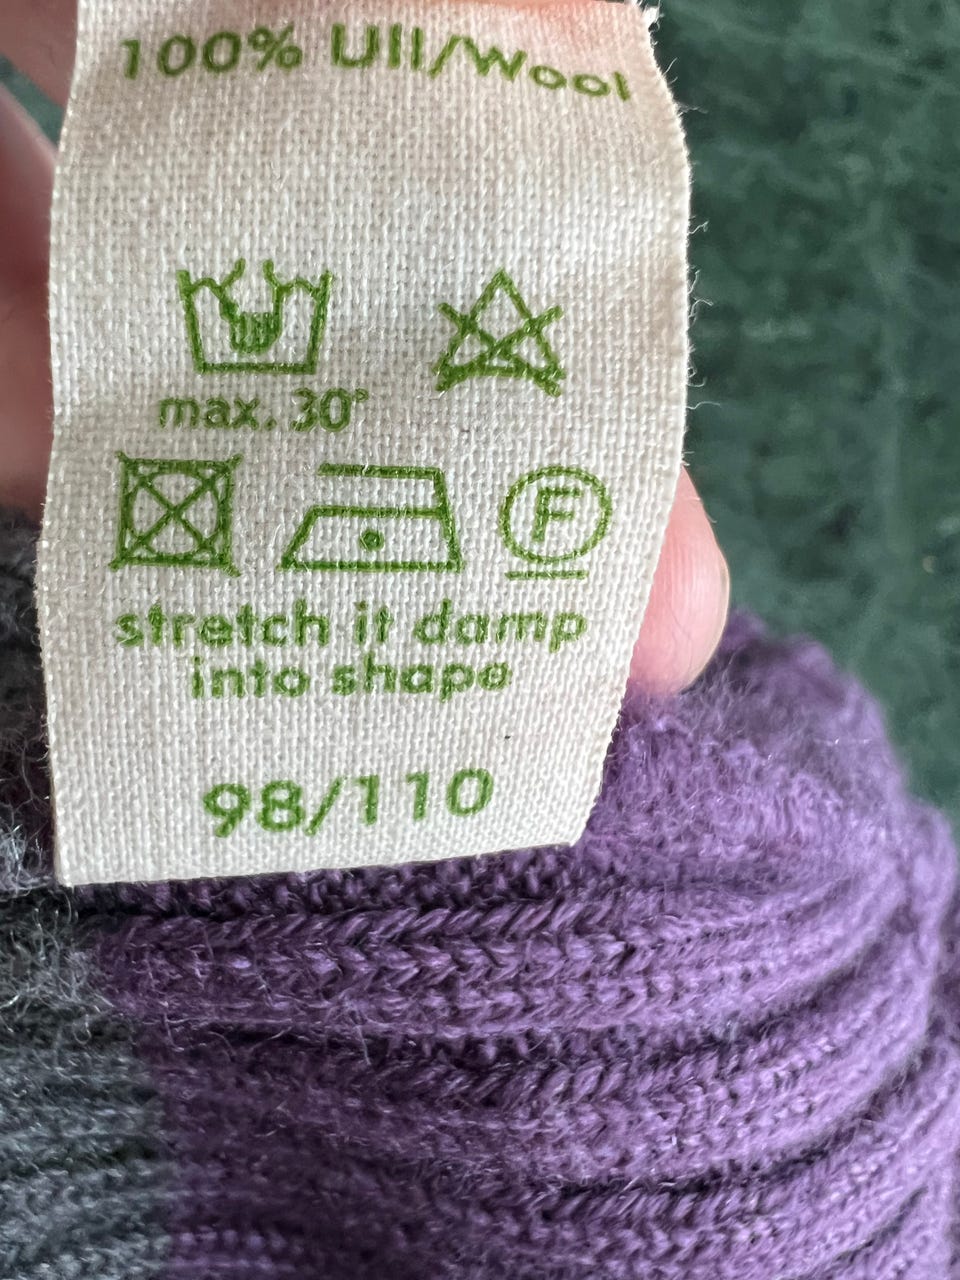 100% Ull/Wool
max. 30°
F
stretch it damp
into shape
98/110